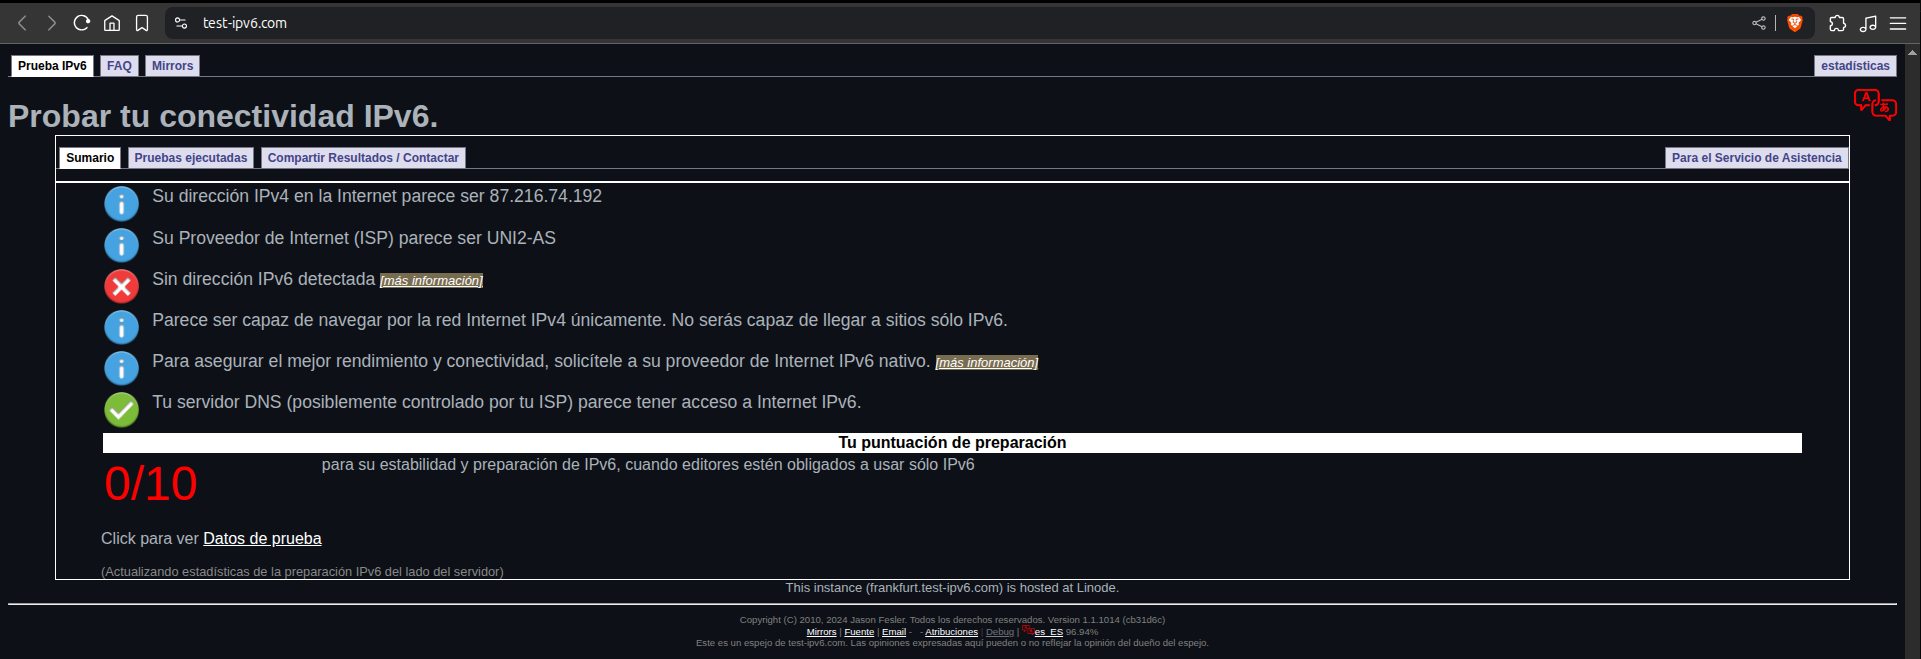 test-ipv6.com
Prueba IPv6 FAQ Mirrors estadísticas
Probar tu conectividad IPv6.
Sumario Pruebas ejecutadas Compartir Resultados / Contactar Para el Servicio de Asistencia
Su dirección IPv4 en la Internet parece ser 87.216.74.192
Su Proveedor de Internet (ISP) parece ser UNI2-AS
Sin dirección IPv6 detectada [más información]
Parece ser capaz de navegar por la red Internet IPv4 únicamente. No serás capaz de llegar a sitios sólo IPv6.
Para asegurar el mejor rendimiento y conectividad, solicítele a su proveedor de Internet IPv6 nativo. [más información]
Tu servidor DNS (posiblemente controlado por tu ISP) parece tener acceso a Internet IPv6.
Tu puntuación de preparación
0/10 para su estabilidad y preparación de IPv6, cuando editores estén obligados a usar sólo IPv6
Click para ver Datos de prueba
(Actualizando estadísticas de la preparación IPv6 del lado del servidor)
This instance (frankfurt.test-ipv6.com) is hosted at Linode.
Copyright (C) 2010, 2024 Jason Fesler. Todos los derechos reservados. Version 1.1.1014 (cb31d6c)
Mirrors | Fuente | Email - - Atribuciones | Debug | es_ES 96.94%
Este es un espejo de test-ipv6.com. Las opiniones expresadas aquí pueden o no reflejar la opinión del dueño del espejo.